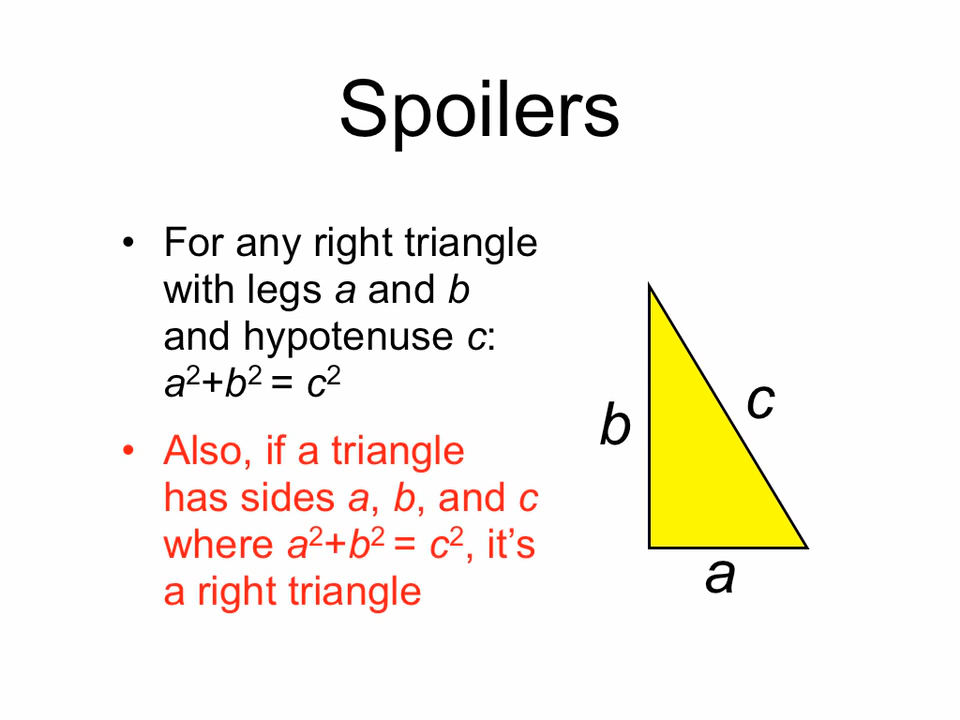 Spoilers
• For any right triangle
with legs a and b
and hypotenuse c:
a²+b² = c²
• Also, if a triangle
has sides a, b, and c
where a²+b² = c², it’s
a right triangle
b
c
a